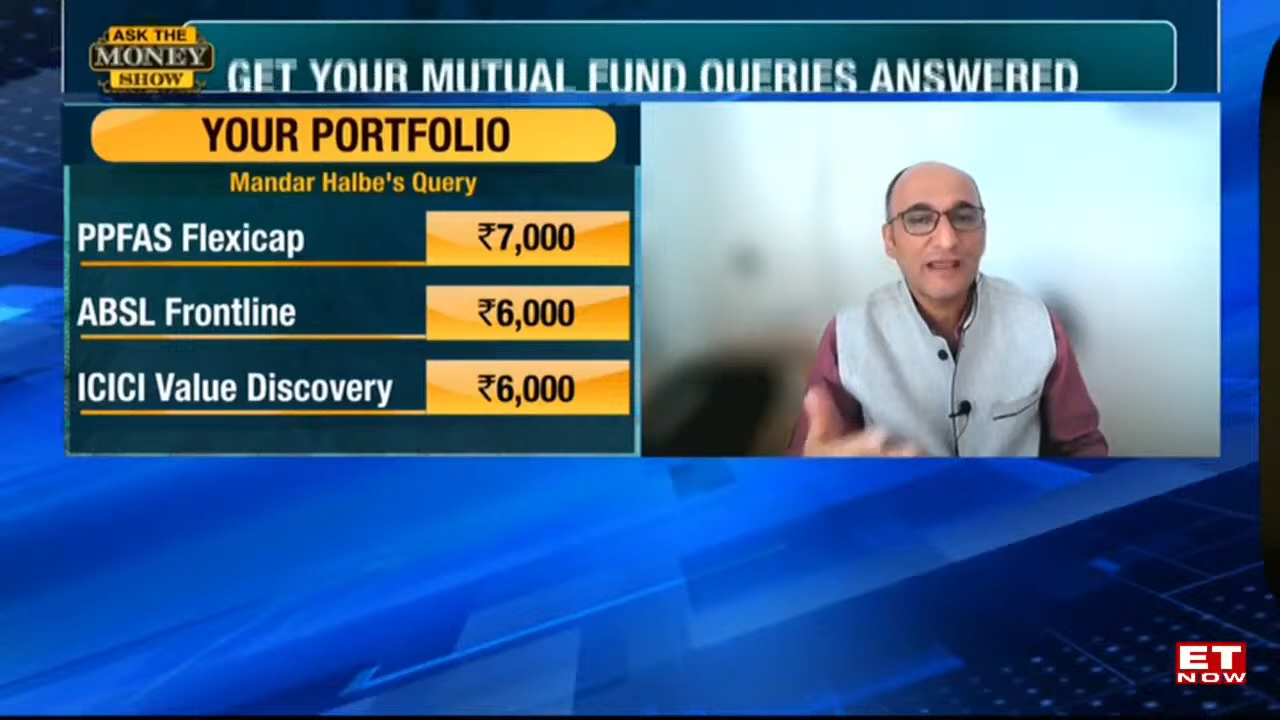 ASK THE
MONEY
SHOW
GET YOUR MUTUAL FUND QUERIES ANSWERED
YOUR PORTFOLIO
Mandar Halbe's Query
PPFAS Flexicap ₹7,000
ABSL Frontline ₹6,000
ICICI Value Discovery ₹6,000
ET
NOW